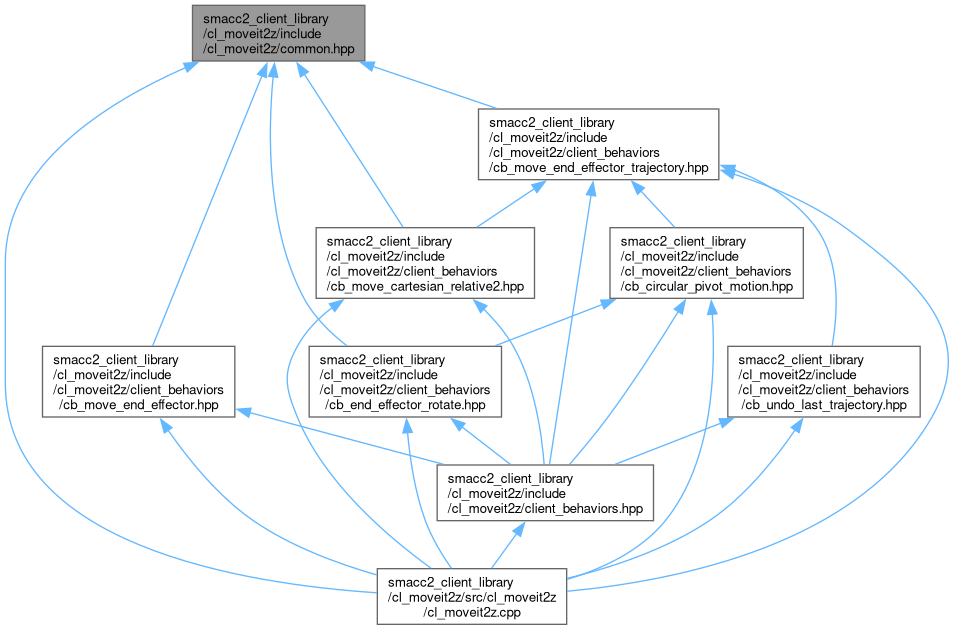 smacc2_client_library
/cl_moveit2z/include
/cl_moveit2z/common.hpp
smacc2_client_library
/cl_moveit2z/include
/cl_moveit2z/client_behaviors
/cb_move_end_effector_trajectory.hpp
smacc2_client_library
/cl_moveit2z/include
/cl_moveit2z/client_behaviors
/cb_move_cartesian_relative2.hpp
smacc2_client_library
/cl_moveit2z/include
/cl_moveit2z/client_behaviors
/cb_circular_pivot_motion.hpp
smacc2_client_library
/cl_moveit2z/include
/cl_moveit2z/client_behaviors
/cb_move_end_effector.hpp
smacc2_client_library
/cl_moveit2z/include
/cl_moveit2z/client_behaviors
/cb_end_effector_rotate.hpp
smacc2_client_library
/cl_moveit2z/include
/cl_moveit2z/client_behaviors
/cb_undo_last_trajectory.hpp
smacc2_client_library
/cl_moveit2z/include
/cl_moveit2z/client_behaviors.hpp
smacc2_client_library
/cl_moveit2z/src/cl_moveit2z
/cl_moveit2z.cpp